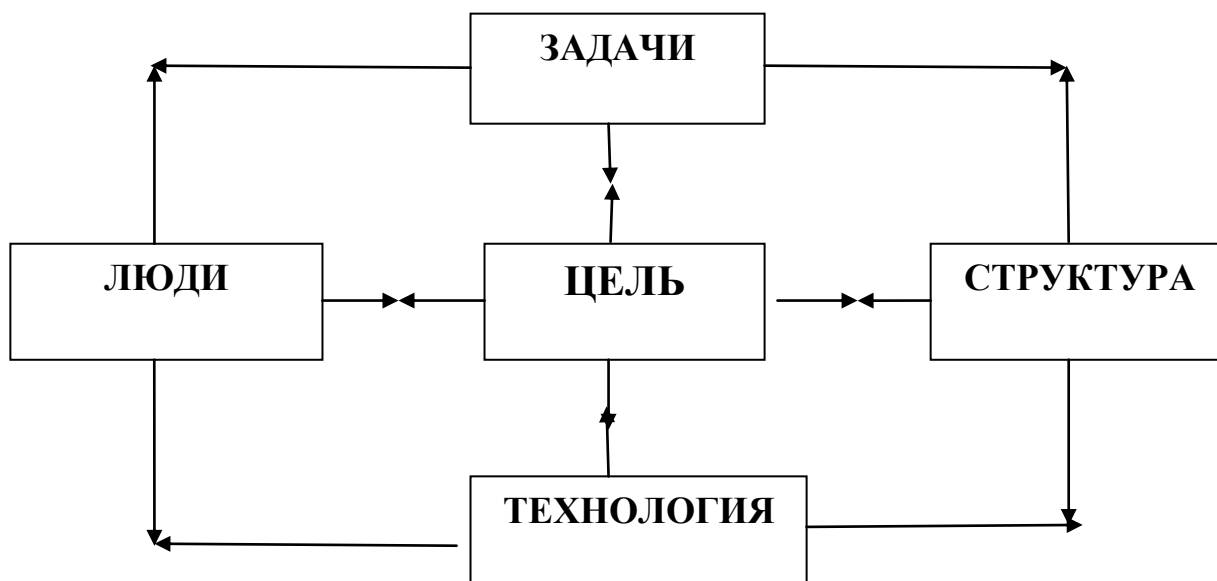 ЗАДАЧИ
ЛЮДИ
ЦЕЛЬ
СТРУКТУРА
ТЕХНОЛОГИЯ